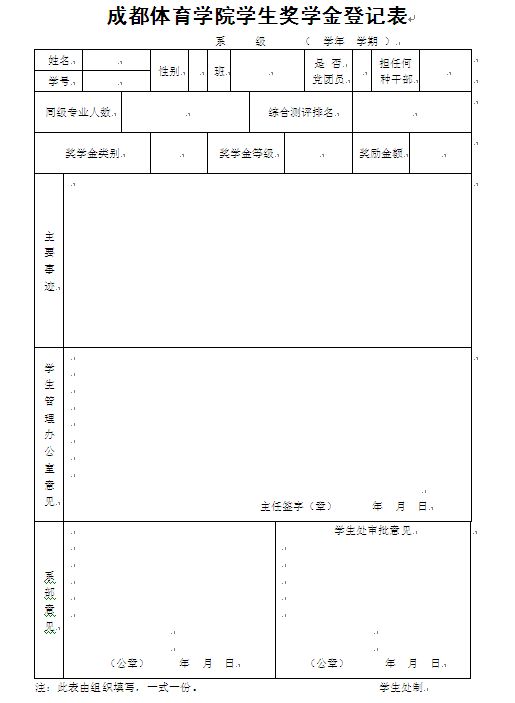 成都体育学院学生奖学金登记表
系 级 （ 学年 学期 ）
姓名
学号
性别
班
是 否
党团员
担任何
种干部
同级专业人数
综合测评排名
奖学金类别
奖学金等级
奖励金额
主要事迹
学生管理办公室意见
主任签字（章） 年 月 日
系部意见
（公章） 年 月 日
学生处审批意见
（公章） 年 月 日
注：此表由组织填写，一式一份。 学生处制